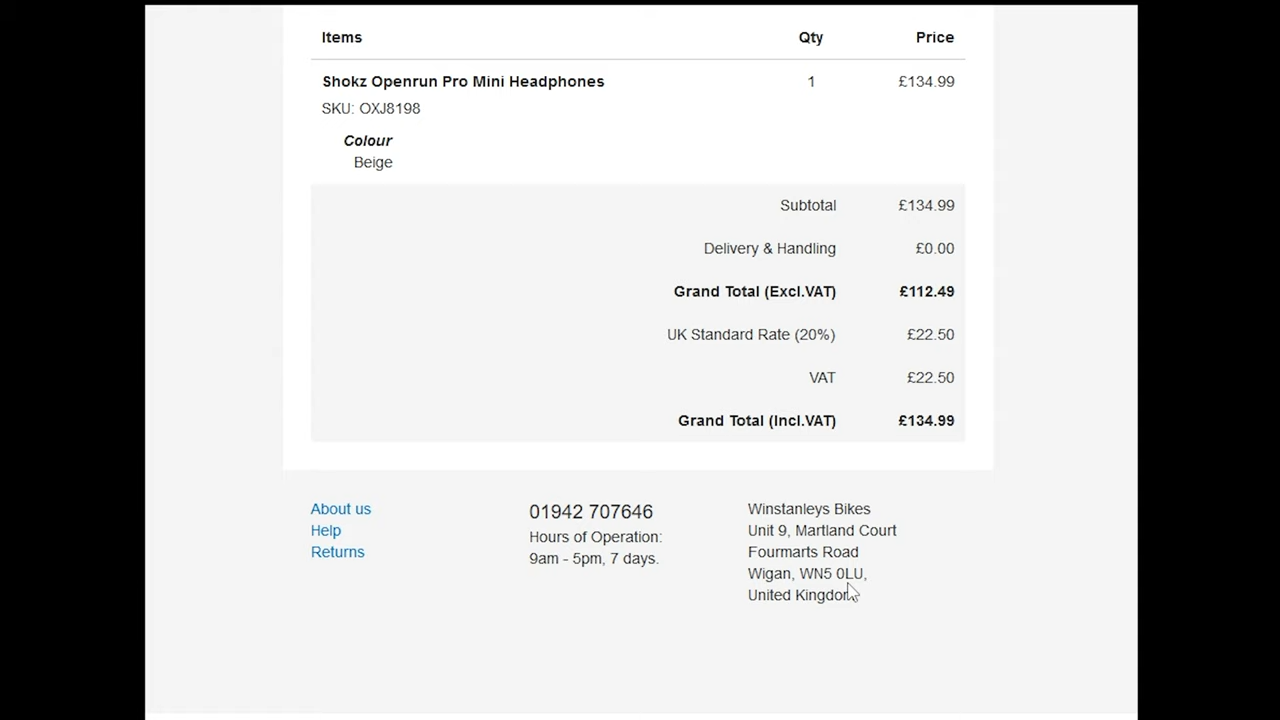 Items Qty Price
Shokz Openrun Pro Mini Headphones 1 £134.99
SKU: OXJ8198
Colour
Beige
Subtotal £134.99
Delivery & Handling £0.00
Grand Total (Excl.VAT) £112.49
UK Standard Rate (20%) £22.50
VAT £22.50
Grand Total (Incl.VAT) £134.99
About us
Help
Returns
01942 707646
Hours of Operation:
9am - 5pm, 7 days.
Winstanleys Bikes
Unit 9, Martland Court
Fourmarts Road
Wigan, WN5 0LU,
United Kingdom